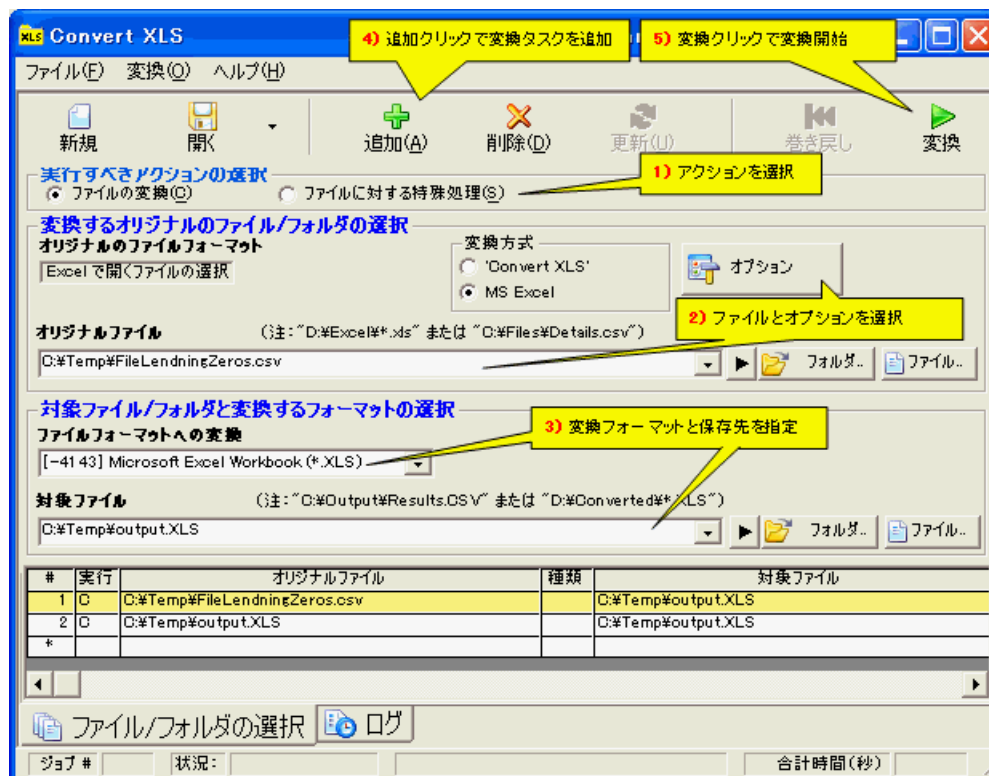 Convert XLS
4) 追加クリックで変換タスクを追加
5) 変換クリックで変換開始
ファイル(F) 変換(O) ヘルプ(H)
新規 開く 追加(A) 削除(D) 更新(U) 巻き戻し 変換
1) アクションを選択
実行すべきアクションの選択
ファイルの変換(C) ファイルに対する特殊処理(S)
変換するオリジナルのファイル/フォルダの選択
オリジナルのファイルフォーマット
Excel で開くファイルの選択
変換方式
'Convert XLS'
MS Excel
オプション
2) ファイルとオプションを選択
オリジナルファイル (注:"D:¥Excel¥*.xls" または "C:¥Files¥Details.csv")
C:¥Temp¥FileLendningZeros.csv フォルダ.. ファイル..
対象ファイル/フォルダと変換するフォーマットの選択
ファイルフォーマットへの変換
3) 変換フォーマットと保存先を指定
[-4143] Microsoft Excel Workbook (*.XLS)
対象ファイル (注:"C:¥Output¥Results.CSV" または "D:¥Converted¥*.XLS")
C:¥Temp¥output.XLS フォルダ.. ファイル..
# 実行 オリジナルファイル 種類 対象ファイル
1 C C:¥Temp¥FileLendningZeros.csv C:¥Temp¥output.XLS
2 C C:¥Temp¥output.XLS C:¥Temp¥output.XLS
*
ファイル/フォルダの選択 ログ
ジョブ # 状況: 合計時間(秒)